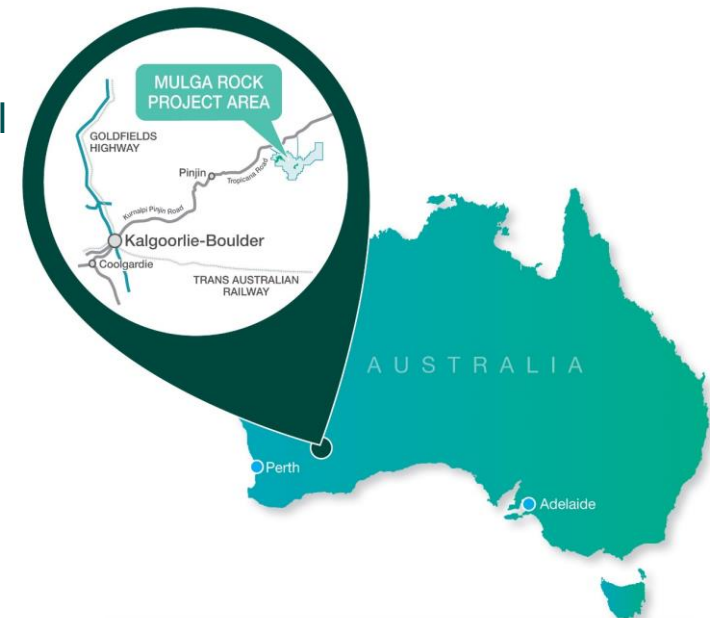 MULGA ROCK
PROJECT AREA
GOLDFIELDS
HIGHWAY
Pinjin
Tropicana Road
Kurnalpi Pinjin Road
Kalgoorlie-Boulder
Coolgardie
TRANS AUSTRALIAN
RAILWAY
AUSTRALIA
Perth
Adelaide